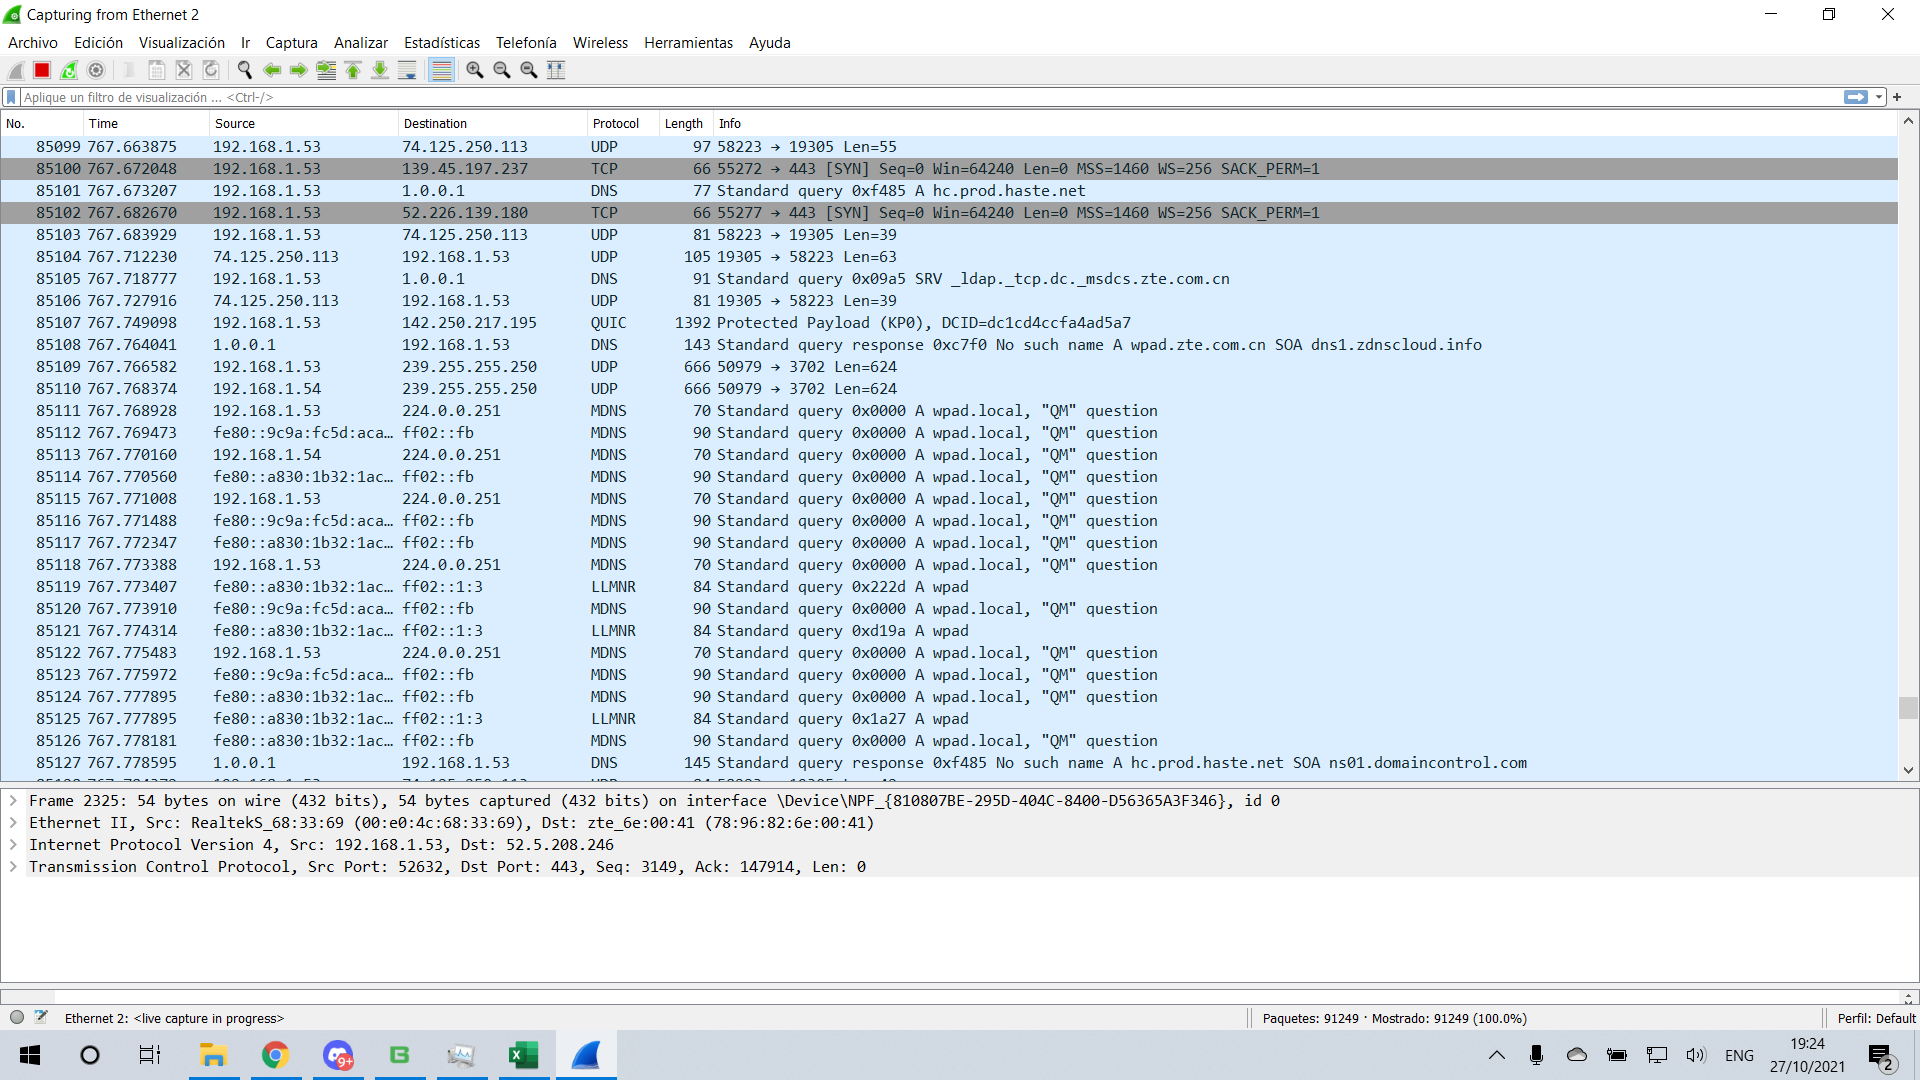 Capturing from Ethernet 2
Archivo Edición Visualización Ir Captura Analizar Estadísticas Telefonía Wireless Herramientas Ayuda
Aplique un filtro de visualización ... <Ctrl-/>
No. Time Source Destination Protocol Length Info
85099 767.663875 192.168.1.53 74.125.250.113 UDP 97 58223 → 19305 Len=55
85100 767.672048 192.168.1.53 139.45.197.237 TCP 66 55272 → 443 [SYN] Seq=0 Win=64240 Len=0 MSS=1460 WS=256 SACK_PERM=1
85101 767.673207 192.168.1.53 1.0.0.1 DNS 77 Standard query 0xf485 A hc.prod.haste.net
85102 767.682670 192.168.1.53 52.226.139.180 TCP 66 55277 → 443 [SYN] Seq=0 Win=64240 Len=0 MSS=1460 WS=256 SACK_PERM=1
85103 767.683929 192.168.1.53 74.125.250.113 UDP 81 58223 → 19305 Len=39
85104 767.712230 74.125.250.113 192.168.1.53 UDP 105 19305 → 58223 Len=63
85105 767.718777 192.168.1.53 1.0.0.1 DNS 91 Standard query 0x09a5 SRV _ldap._tcp.dc._msdcs.zte.com.cn
85106 767.727916 74.125.250.113 192.168.1.53 UDP 81 19305 → 58223 Len=39
85107 767.749098 192.168.1.53 142.250.217.195 QUIC 1392 Protected Payload (KP0), DCID=dc1cd4ccfa4ad5a7
85108 767.764041 1.0.0.1 192.168.1.53 DNS 143 Standard query response 0xc7f0 No such name A wpad.zte.com.cn SOA dns1.zdnscloud.info
85109 767.766582 192.168.1.53 239.255.255.250 UDP 666 50979 → 3702 Len=624
85110 767.768374 192.168.1.54 239.255.255.250 UDP 666 50979 → 3702 Len=624
85111 767.768928 192.168.1.53 224.0.0.251 MDNS 70 Standard query 0x0000 A wpad.local, "QM" question
85112 767.769473 fe80::9c9a:fc5d:aca… ff02::fb MDNS 90 Standard query 0x0000 A wpad.local, "QM" question
85113 767.770160 192.168.1.54 224.0.0.251 MDNS 70 Standard query 0x0000 A wpad.local, "QM" question
85114 767.770560 fe80::a830:1b32:1ac… ff02::fb MDNS 90 Standard query 0x0000 A wpad.local, "QM" question
85115 767.771008 192.168.1.53 224.0.0.251 MDNS 70 Standard query 0x0000 A wpad.local, "QM" question
85116 767.771488 fe80::9c9a:fc5d:aca… ff02::fb MDNS 90 Standard query 0x0000 A wpad.local, "QM" question
85117 767.772347 fe80::a830:1b32:1ac… ff02::fb MDNS 90 Standard query 0x0000 A wpad.local, "QM" question
85118 767.773388 192.168.1.53 224.0.0.251 MDNS 70 Standard query 0x0000 A wpad.local, "QM" question
85119 767.773407 fe80::a830:1b32:1ac… ff02::1:3 LLMNR 84 Standard query 0x222d A wpad
85120 767.773910 fe80::9c9a:fc5d:aca… ff02::fb MDNS 90 Standard query 0x0000 A wpad.local, "QM" question
85121 767.774314 fe80::a830:1b32:1ac… ff02::1:3 LLMNR 84 Standard query 0xd19a A wpad
85122 767.775483 192.168.1.53 224.0.0.251 MDNS 70 Standard query 0x0000 A wpad.local, "QM" question
85123 767.775972 fe80::9c9a:fc5d:aca… ff02::fb MDNS 90 Standard query 0x0000 A wpad.local, "QM" question
85124 767.777895 fe80::a830:1b32:1ac… ff02::fb MDNS 90 Standard query 0x0000 A wpad.local, "QM" question
85125 767.777895 fe80::a830:1b32:1ac… ff02::1:3 LLMNR 84 Standard query 0x1a27 A wpad
85126 767.778181 fe80::a830:1b32:1ac… ff02::fb MDNS 90 Standard query 0x0000 A wpad.local, "QM" question
85127 767.778595 1.0.0.1 192.168.1.53 DNS 145 Standard query response 0xf485 No such name A hc.prod.haste.net SOA ns01.domaincontrol.com
Frame 2325: 54 bytes on wire (432 bits), 54 bytes captured (432 bits) on interface \Device\NPF_{810807BE-295D-404C-8400-D56365A3F346}, id 0
Ethernet II, Src: RealtekS_68:33:69 (00:e0:4c:68:33:69), Dst: zte_6e:00:41 (78:96:82:6e:00:41)
Internet Protocol Version 4, Src: 192.168.1.53, Dst: 52.5.208.246
Transmission Control Protocol, Src Port: 52632, Dst Port: 443, Seq: 3149, Ack: 147914, Len: 0
Ethernet 2: <live capture in progress>
Paquetes: 91249 · Mostrado: 91249 (100.0%)
Perfil: Default
9+
ENG
19:24
27/10/2021
2